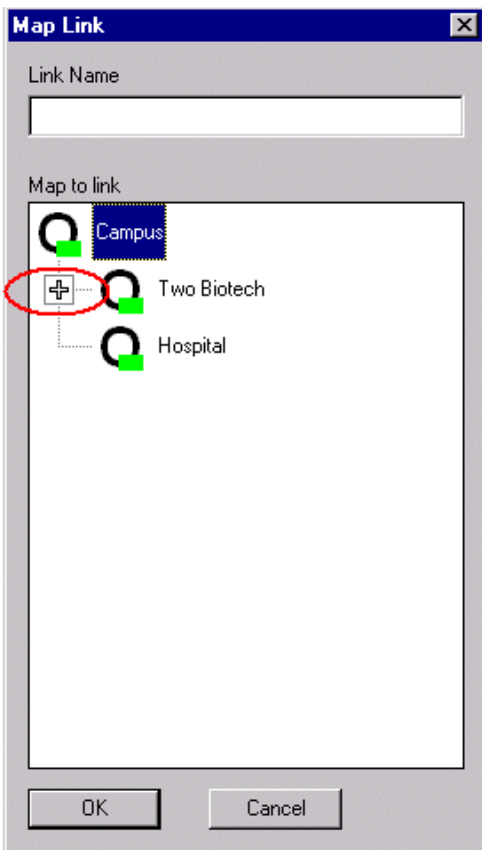 Map Link
Link Name
Map to link
Campus
Two Biotech
Hospital
OK Cancel